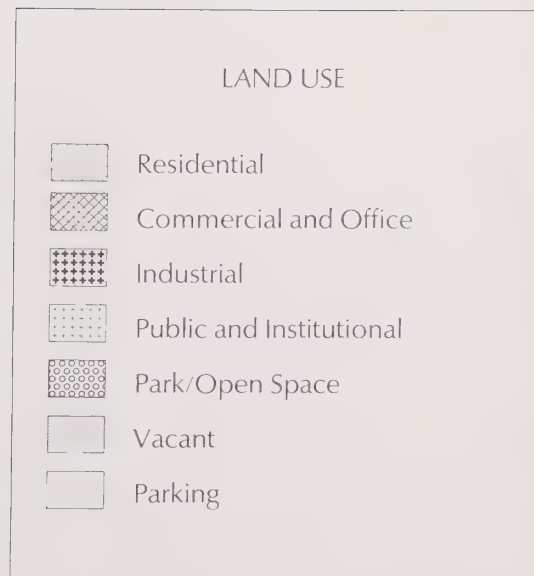 LAND USE
Residential
Commercial and Office
Industrial
Public and Institutional
Park/Open Space
Vacant
Parking